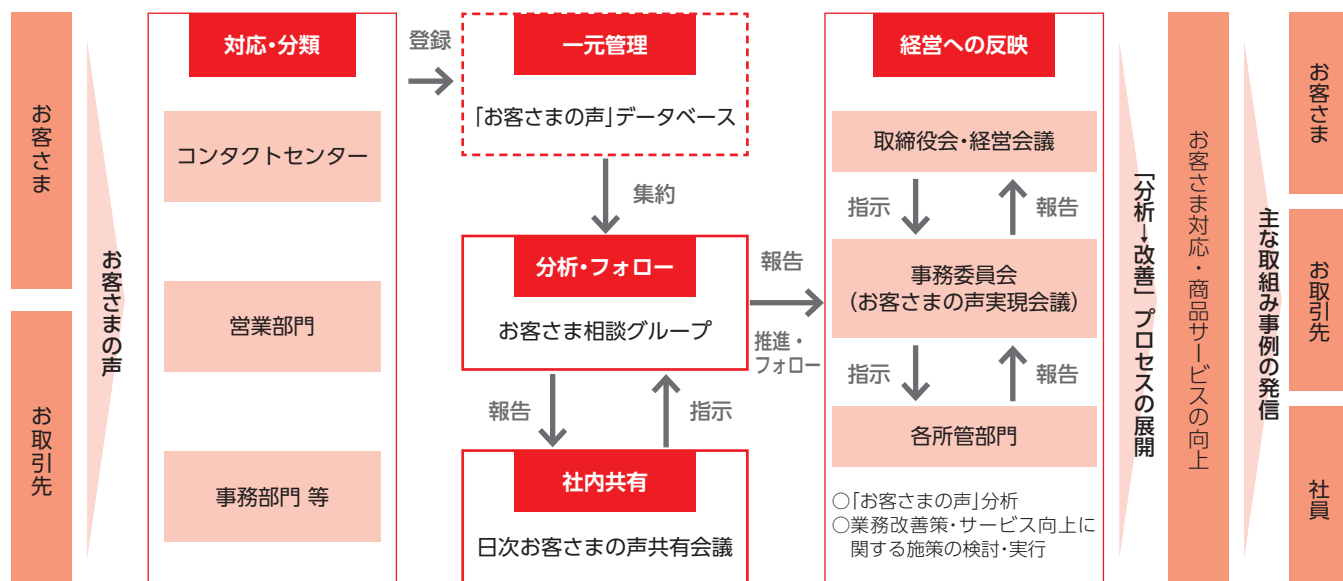 お客さま
お取引先
お客さまの声
対応・分類
コンタクトセンター
営業部門
事務部門 等
登録
一元管理
「お客さまの声」データベース
集約
分析・フォロー
お客さま相談グループ
報告
指示
社内共有
日次お客さまの声共有会議
報告
推進・
フォロー
経営への反映
取締役会・経営会議
指示
報告
事務委員会
（お客さまの声実現会議）
指示
報告
各所管部門
○「お客さまの声」分析
○業務改善策・サービス向上に
関する施策の検討・実行
「分析→改善」プロセスの展開
お客さま対応・商品サービスの向上
主な取組み事例の発信
お客さま
お取引先
社員